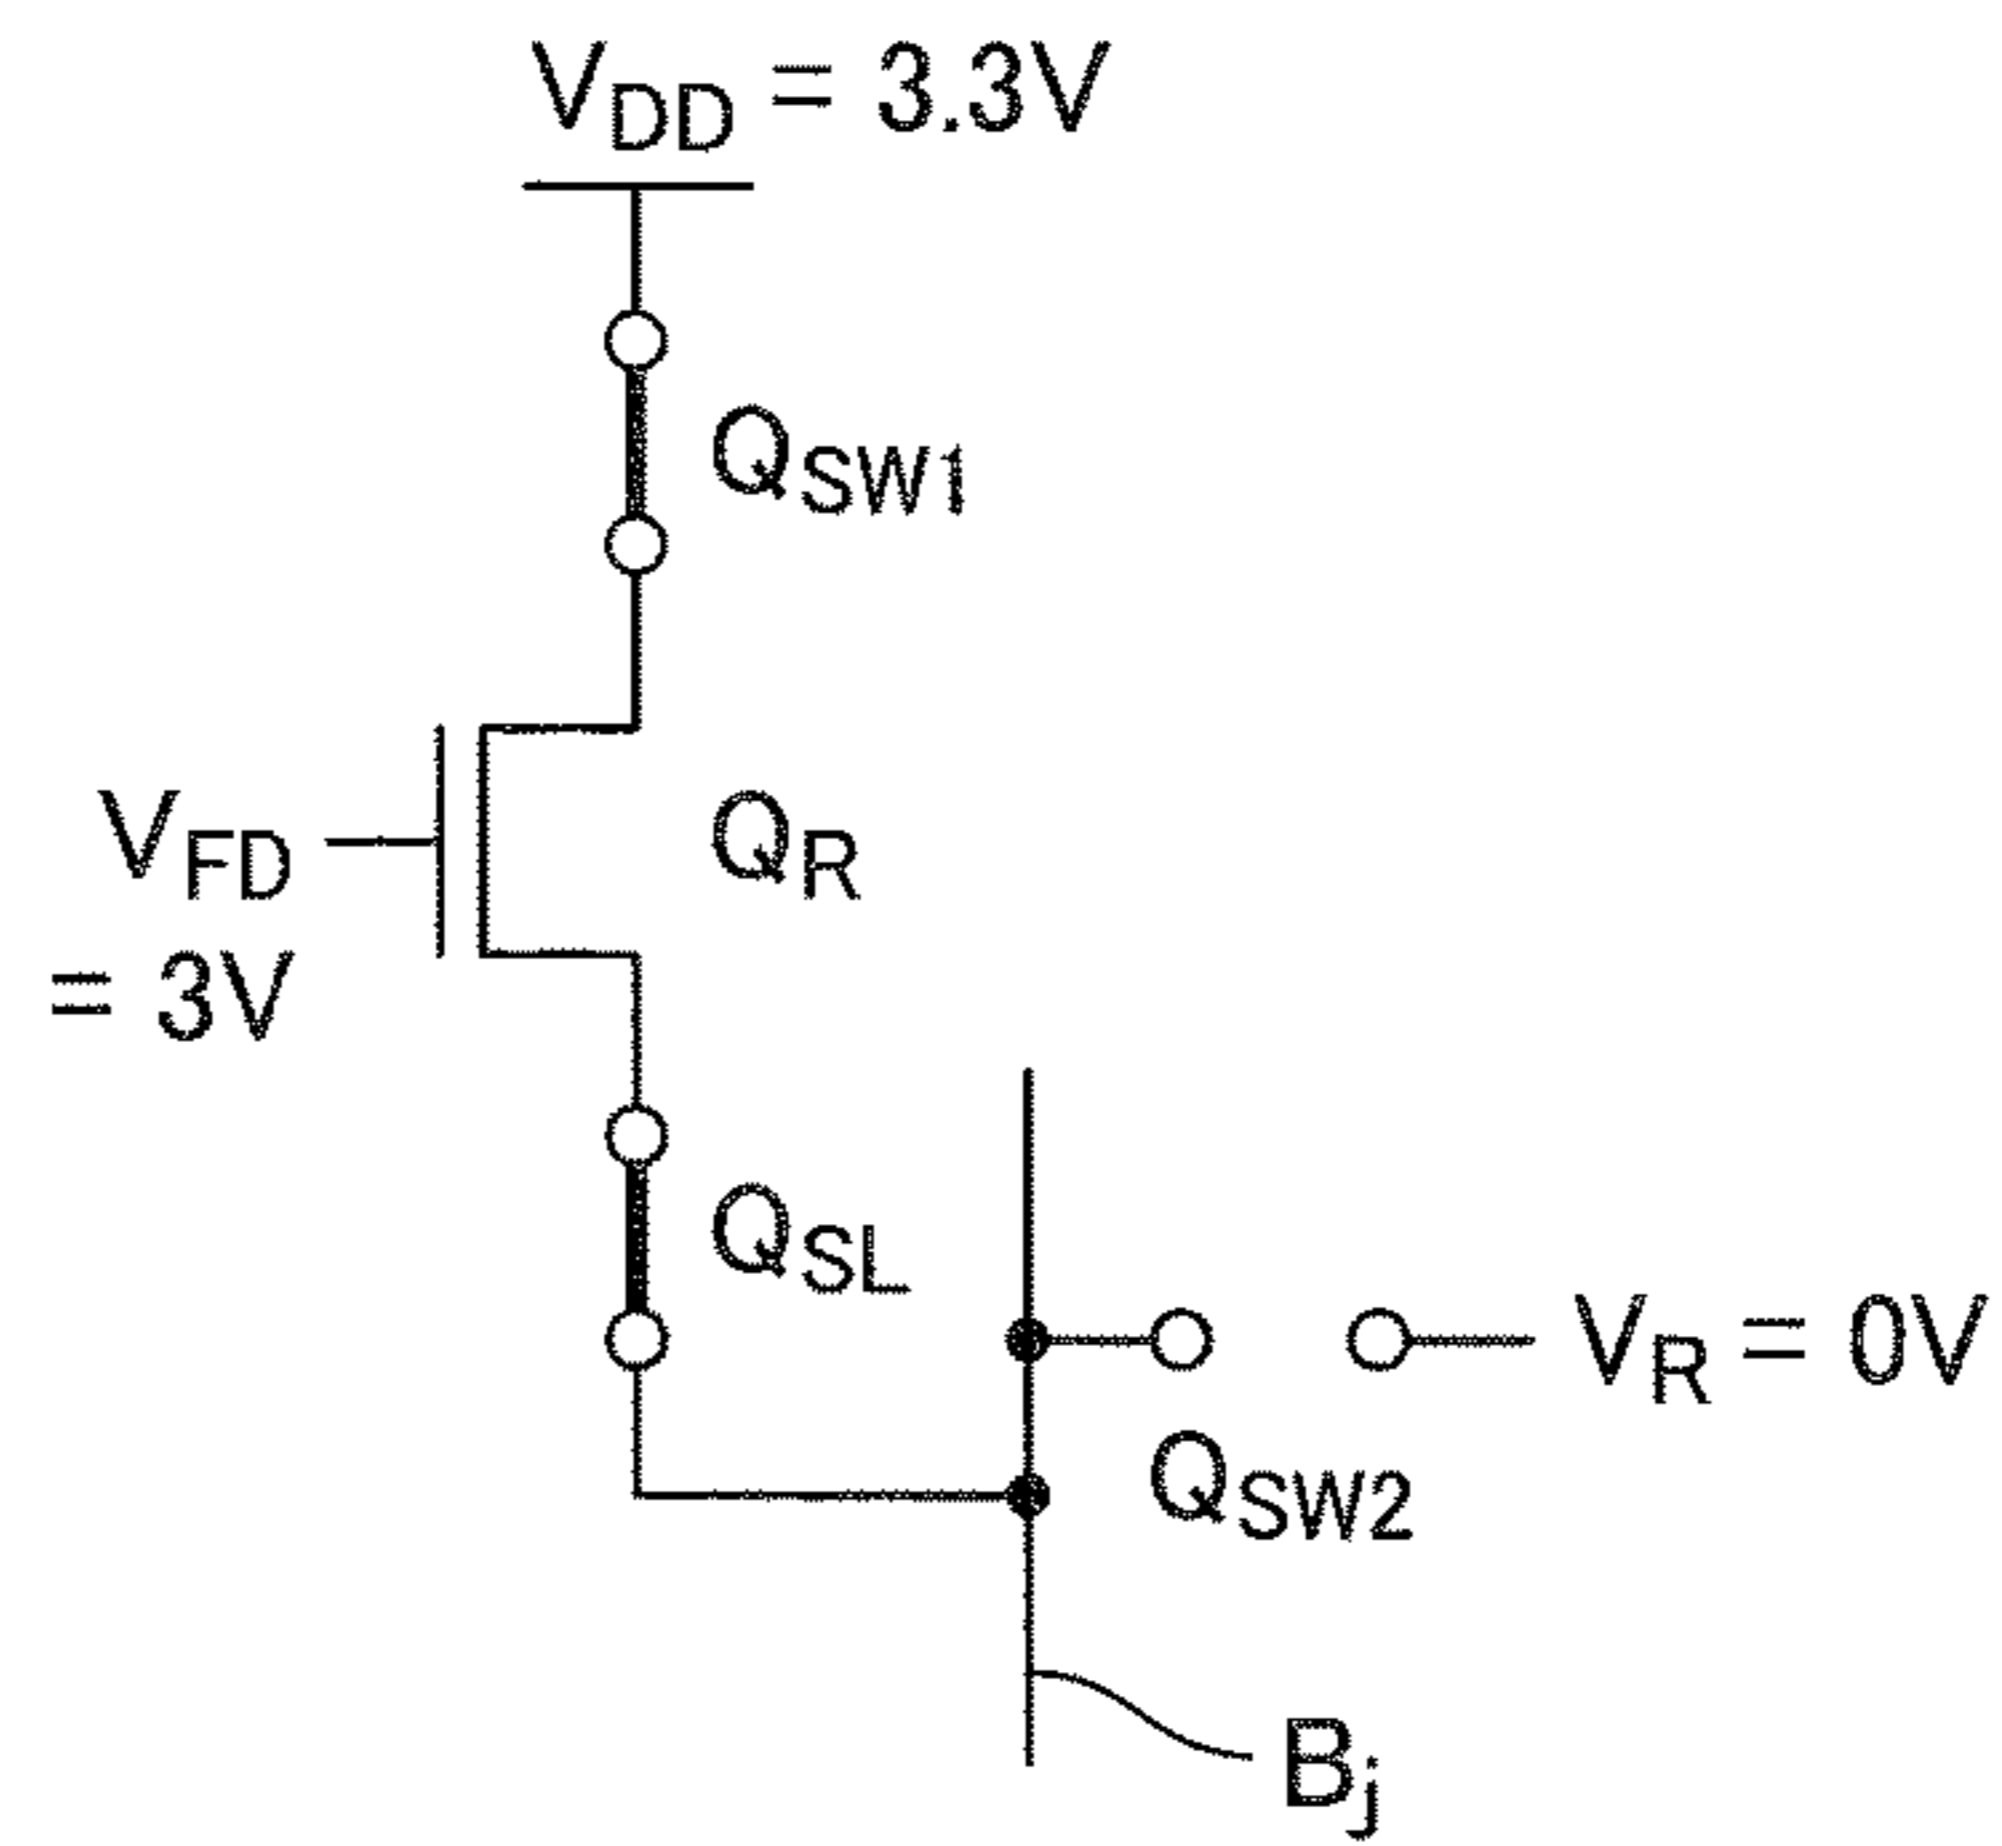 VDD = 3.3V
QSW1
VFD
= 3V
QR
QSL
VR = 0V
QSW2
Bj